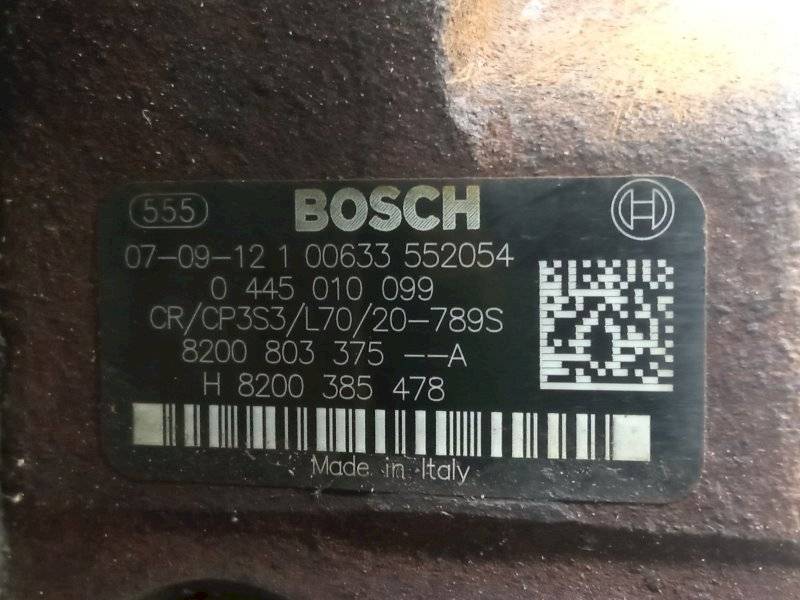 555 BOSCH
07-09-12 1 00633 552054
0 445 010 099
CR/CP3S3/L70/20-789S
8200 803 375 --A
H 8200 385 478
Made in Italy